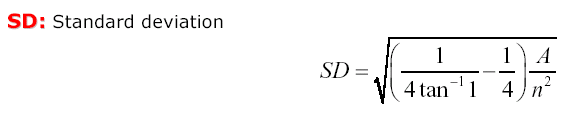 SD: Standard deviation
SD = √((1/(4 tan⁻¹ 1) − 1/4) A/n²)